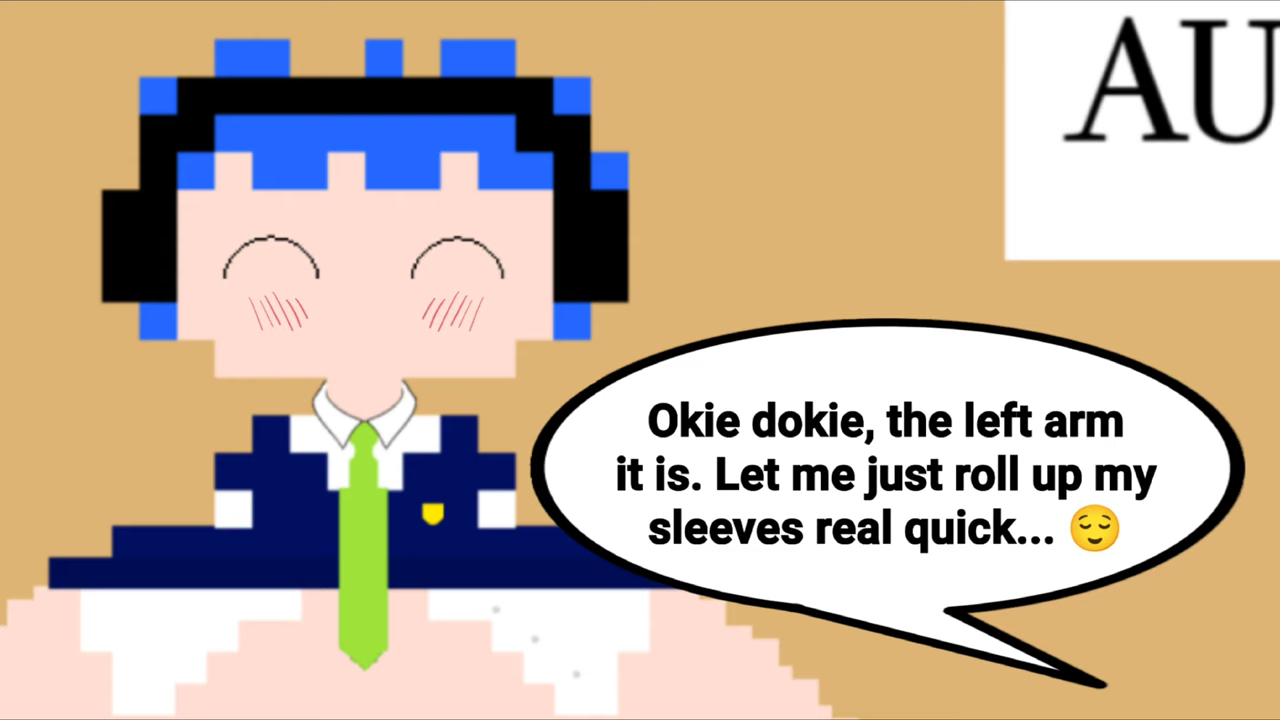 AU
Okie dokie, the left arm
it is. Let me just roll up my
sleeves real quick... 😌